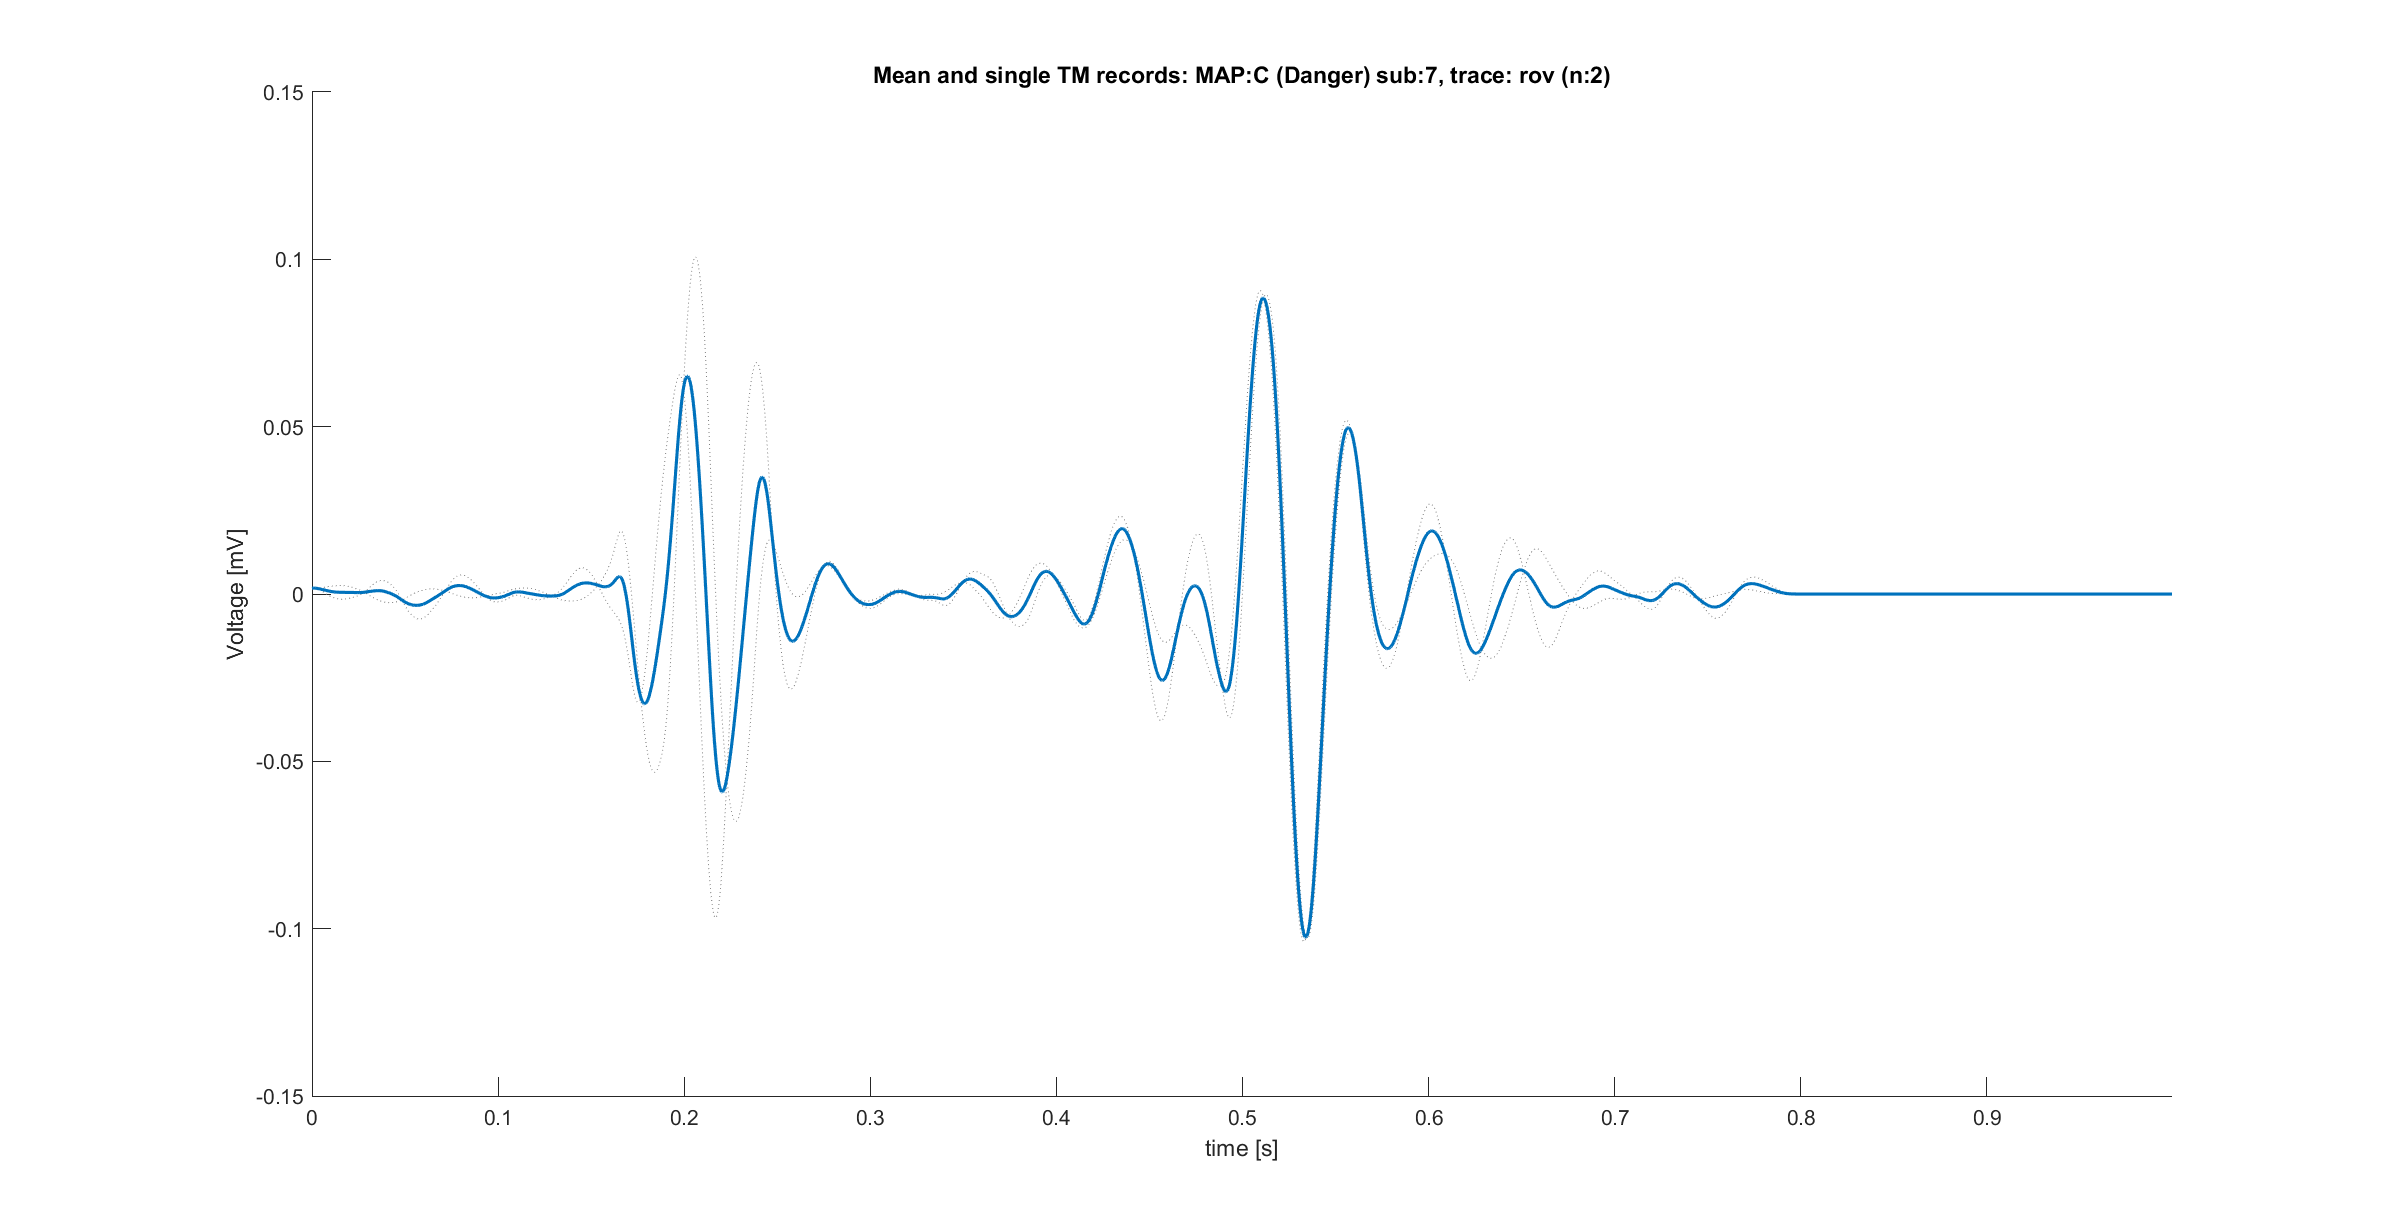 Mean and single TM records: MAP:C (Danger) sub:7, trace: rov (n:2)
0.15
0.1
0.05
0
-0.05
-0.1
-0.15
Voltage [mV]
0 0.1 0.2 0.3 0.4 0.5 0.6 0.7 0.8 0.9
time [s]